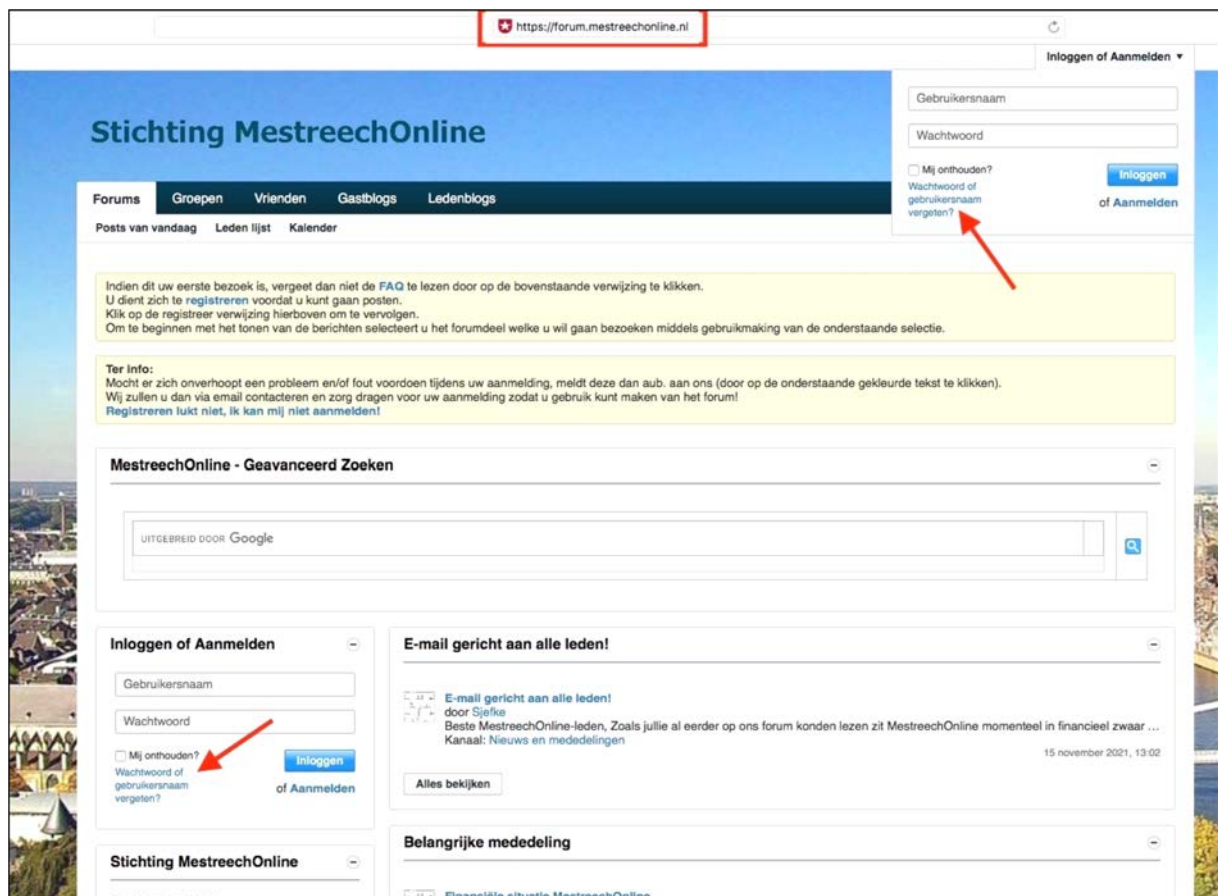 https://forum.mestreechonline.nl
Inloggen of Aanmelden
Gebruikersnaam
Wachtwoord
Mij onthouden?
Inloggen
Wachtwoord of
gebruikersnaam
vergeten?
of Aanmelden
Stichting MestreechOnline
Forums Groepen Vrienden Gastblogs Ledenblogs
Posts van vandaag Leden lijst Kalender
Indien dit uw eerste bezoek is, vergeet dan niet de FAQ te lezen door op de bovenstaande verwijzing te klikken.
U dient zich te registreren voordat u kunt gaan posten.
Klik op de registreer verwijzing hierboven om te vervolgen.
Om te beginnen met het tonen van de berichten selecteert u het forumdeel welke u wil gaan bezoeken middels gebruikmaking van de onderstaande selectie.
Ter info:
Mocht er zich onverhoopt een probleem en/of fout voordoen tijdens uw aanmelding, meldt deze dan aub. aan ons (door op de onderstaande gekleurde tekst te klikken).
Wij zullen u dan via email contacteren en zorg dragen voor uw aanmelding zodat u gebruik kunt maken van het forum!
Registreren lukt niet, ik kan mij niet aanmelden!
MestreechOnline - Geavanceerd Zoeken
UITGEBREID DOOR Google
Inloggen of Aanmelden
Gebruikersnaam
Wachtwoord
Mij onthouden?
Inloggen
Wachtwoord of
gebruikersnaam
vergeten?
of Aanmelden
Stichting MestreechOnline
E-mail gericht aan alle leden!
E-mail gericht aan alle leden!
door Sjefke
Beste MestreechOnline-leden, Zoals jullie al eerder op ons forum konden lezen zit MestreechOnline momenteel in financieel zwaar ...
Kanaal: Nieuws en mededelingen
15 november 2021, 13:02
Alles bekijken
Belangrijke mededeling
Financiële situatie MestreechOnline